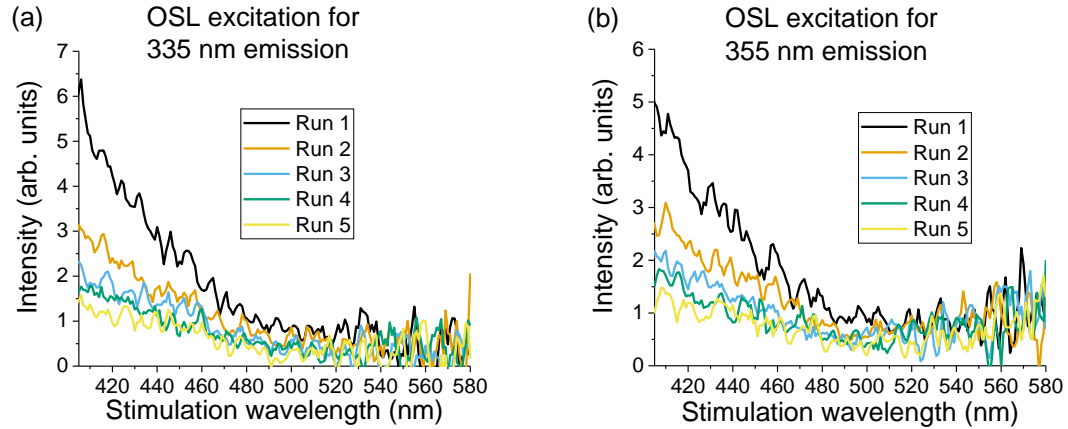 (a)
OSL excitation for
335 nm emission
7
6
5
4
3
2
1
0
Intensity (arb. units)
Run 1
Run 2
Run 3
Run 4
Run 5
420 440 460 480 500 520 540 560 580
Stimulation wavelength (nm)
(b)
OSL excitation for
355 nm emission
6
5
4
3
2
1
0
Intensity (arb. units)
Run 1
Run 2
Run 3
Run 4
Run 5
420 440 460 480 500 520 540 560 580
Stimulation wavelength (nm)